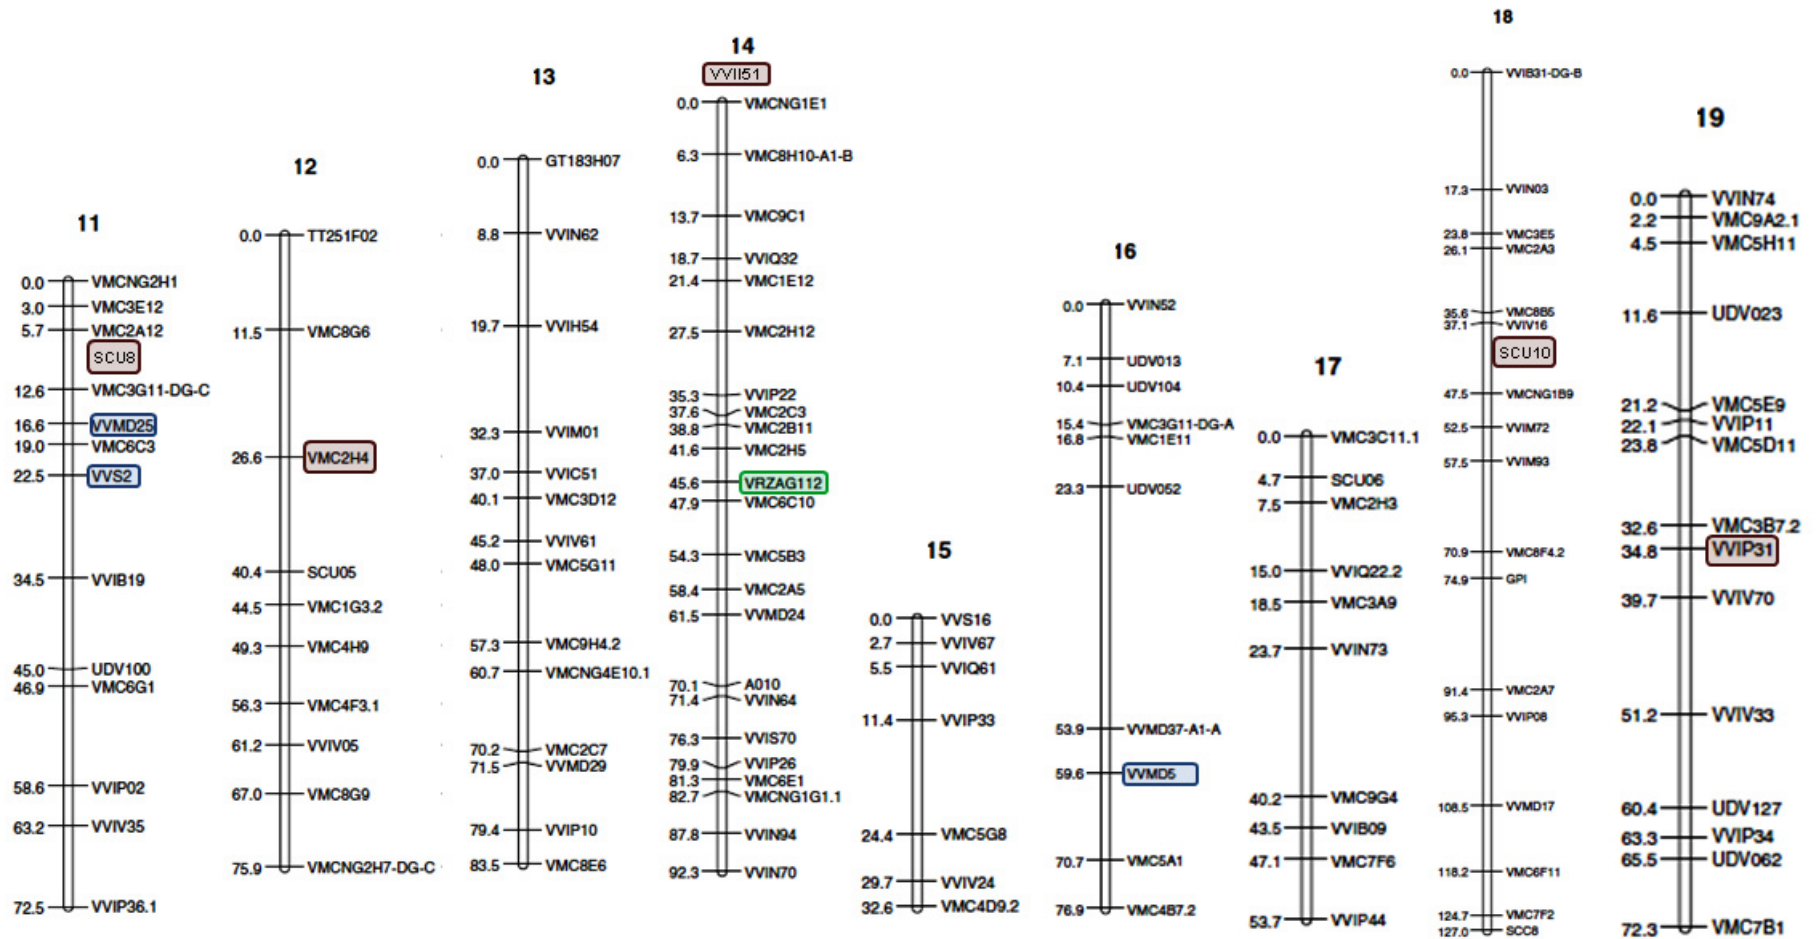 11
0.0 VMCNG2H1
3.0 VMC3E12
5.7 VMC2A12
SCU8
12.6 VMC3G11-DG-C
16.6 VVMD25
19.0 VMC6C3
22.5 VVS2
34.5 VVIB19
45.0 UDV100
46.9 VMC6G1
58.6 VVIP02
63.2 VVIV35
72.5 VVIP36.1
12
0.0 TT251F02
11.5 VMC8G6
26.6 VMC2H4
40.4 SCU05
44.5 VMC1G3.2
49.3 VMC4H9
56.3 VMC4F3.1
61.2 VVIV05
67.0 VMC8G9
75.9 VMCNG2H7-DG-C
13
0.0 GT183H07
8.8 VVIN62
19.7 VVIH54
32.3 VVIM01
37.0 VVIC51
40.1 VMC3D12
45.2 VVIV61
48.0 VMC5G11
57.3 VMC9H4.2
60.7 VMCNG4E10.1
70.2 VMC2C7
71.5 VVMD29
79.4 VVIP10
83.5 VMC8E6
14
VVII51
0.0 VMCNG1E1
6.3 VMC8H10-A1-B
13.7 VMC9C1
18.7 VVIQ32
21.4 VMC1E12
27.5 VMC2H12
35.3 VVIP22
37.6 VMC2C3
38.8 VMC2B11
41.6 VMC2H5
45.6 VRZAG112
47.9 VMC6C10
54.3 VMC5B3
58.4 VMC2A5
61.5 VVMD24
70.1 A010
71.4 VVIN64
76.3 VVIS70
79.9 VVIP26
81.3 VMC6E1
82.7 VMCNG1G1.1
87.8 VVIN94
92.3 VVIN70
15
0.0 VVS16
2.7 VVIV67
5.5 VVIQ61
11.4 VVIP33
24.4 VMC5G8
29.7 VVIV24
32.6 VMC4D9.2
16
0.0 VVIN52
7.1 UDV013
10.4 UDV104
15.4 VMC3G11-DG-A
16.8 VMC1E11
23.3 UDV052
53.9 VVMD37-A1-A
59.6 VVMD5
70.7 VMC5A1
76.9 VMC4B7.2
17
0.0 VMC3C11.1
4.7 SCU06
7.5 VMC2H3
15.0 VVIQ22.2
18.5 VMC3A9
23.7 VVIN73
40.2 VMC9G4
43.5 VVIB09
47.1 VMC7F6
53.7 VVIP44
18
0.0 VVIB31-DG-B
17.3 VVIN03
23.8 VMC3E5
26.1 VMC2A3
35.6 VMC8B5
37.1 VVIV16
SCU10
47.5 VMCNG1B9
52.5 VVIM72
57.5 VVIM93
70.9 VMC8F4.2
74.9 GPI
91.4 VMC2A7
95.3 VVIP08
108.5 VVMD17
118.2 VMC6F11
124.7 VMC7F2
127.0 SCC8
19
0.0 VVIN74
2.2 VMC9A2.1
4.5 VMC5H11
11.6 UDV023
21.2 VMC5E9
22.1 VVIP11
23.8 VMC5D11
32.6 VMC3B7.2
34.8 VVIP31
39.7 VVIV70
51.2 VVIV33
60.4 UDV127
63.3 VVIP34
65.5 UDV062
72.3 VMC7B1